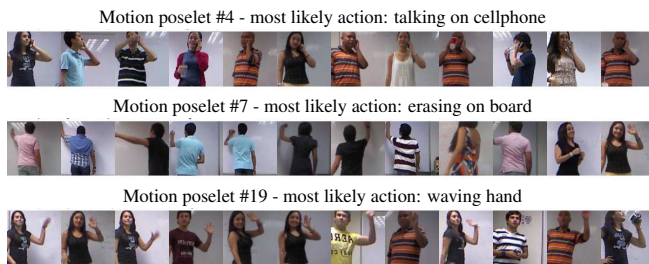 Motion poselet #4 - most likely action: talking on cellphone
Motion poselet #7 - most likely action: erasing on board
Motion poselet #19 - most likely action: waving hand